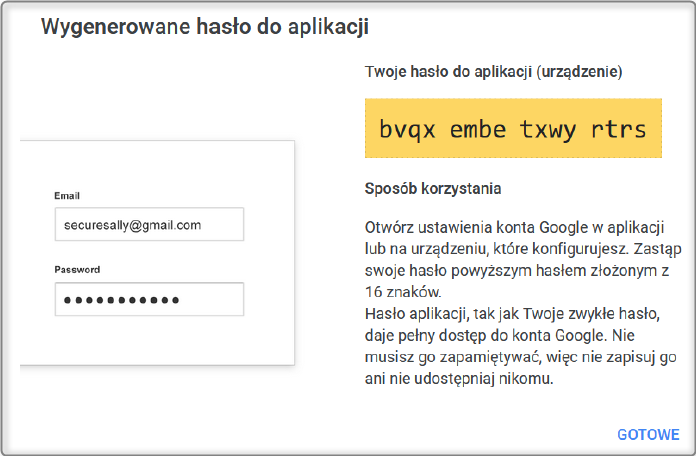 Wygenerowane hasło do aplikacji
Email
securesally@gmail.com
Password
Twoje hasło do aplikacji (urządzenie)
bvqx embe txwy rtrs
Sposób korzystania
Otwórz ustawienia konta Google w aplikacji
lub na urządzeniu, które konfigurujesz. Zastąp
swoje hasło powyższym hasłem złożonym z
16 znaków.
Hasło aplikacji, tak jak Twoje zwykłe hasło,
daje pełny dostęp do konta Google. Nie
musisz go zapamiętywać, więc nie zapisuj go
ani nie udostępniaj nikomu.
GOTOWE